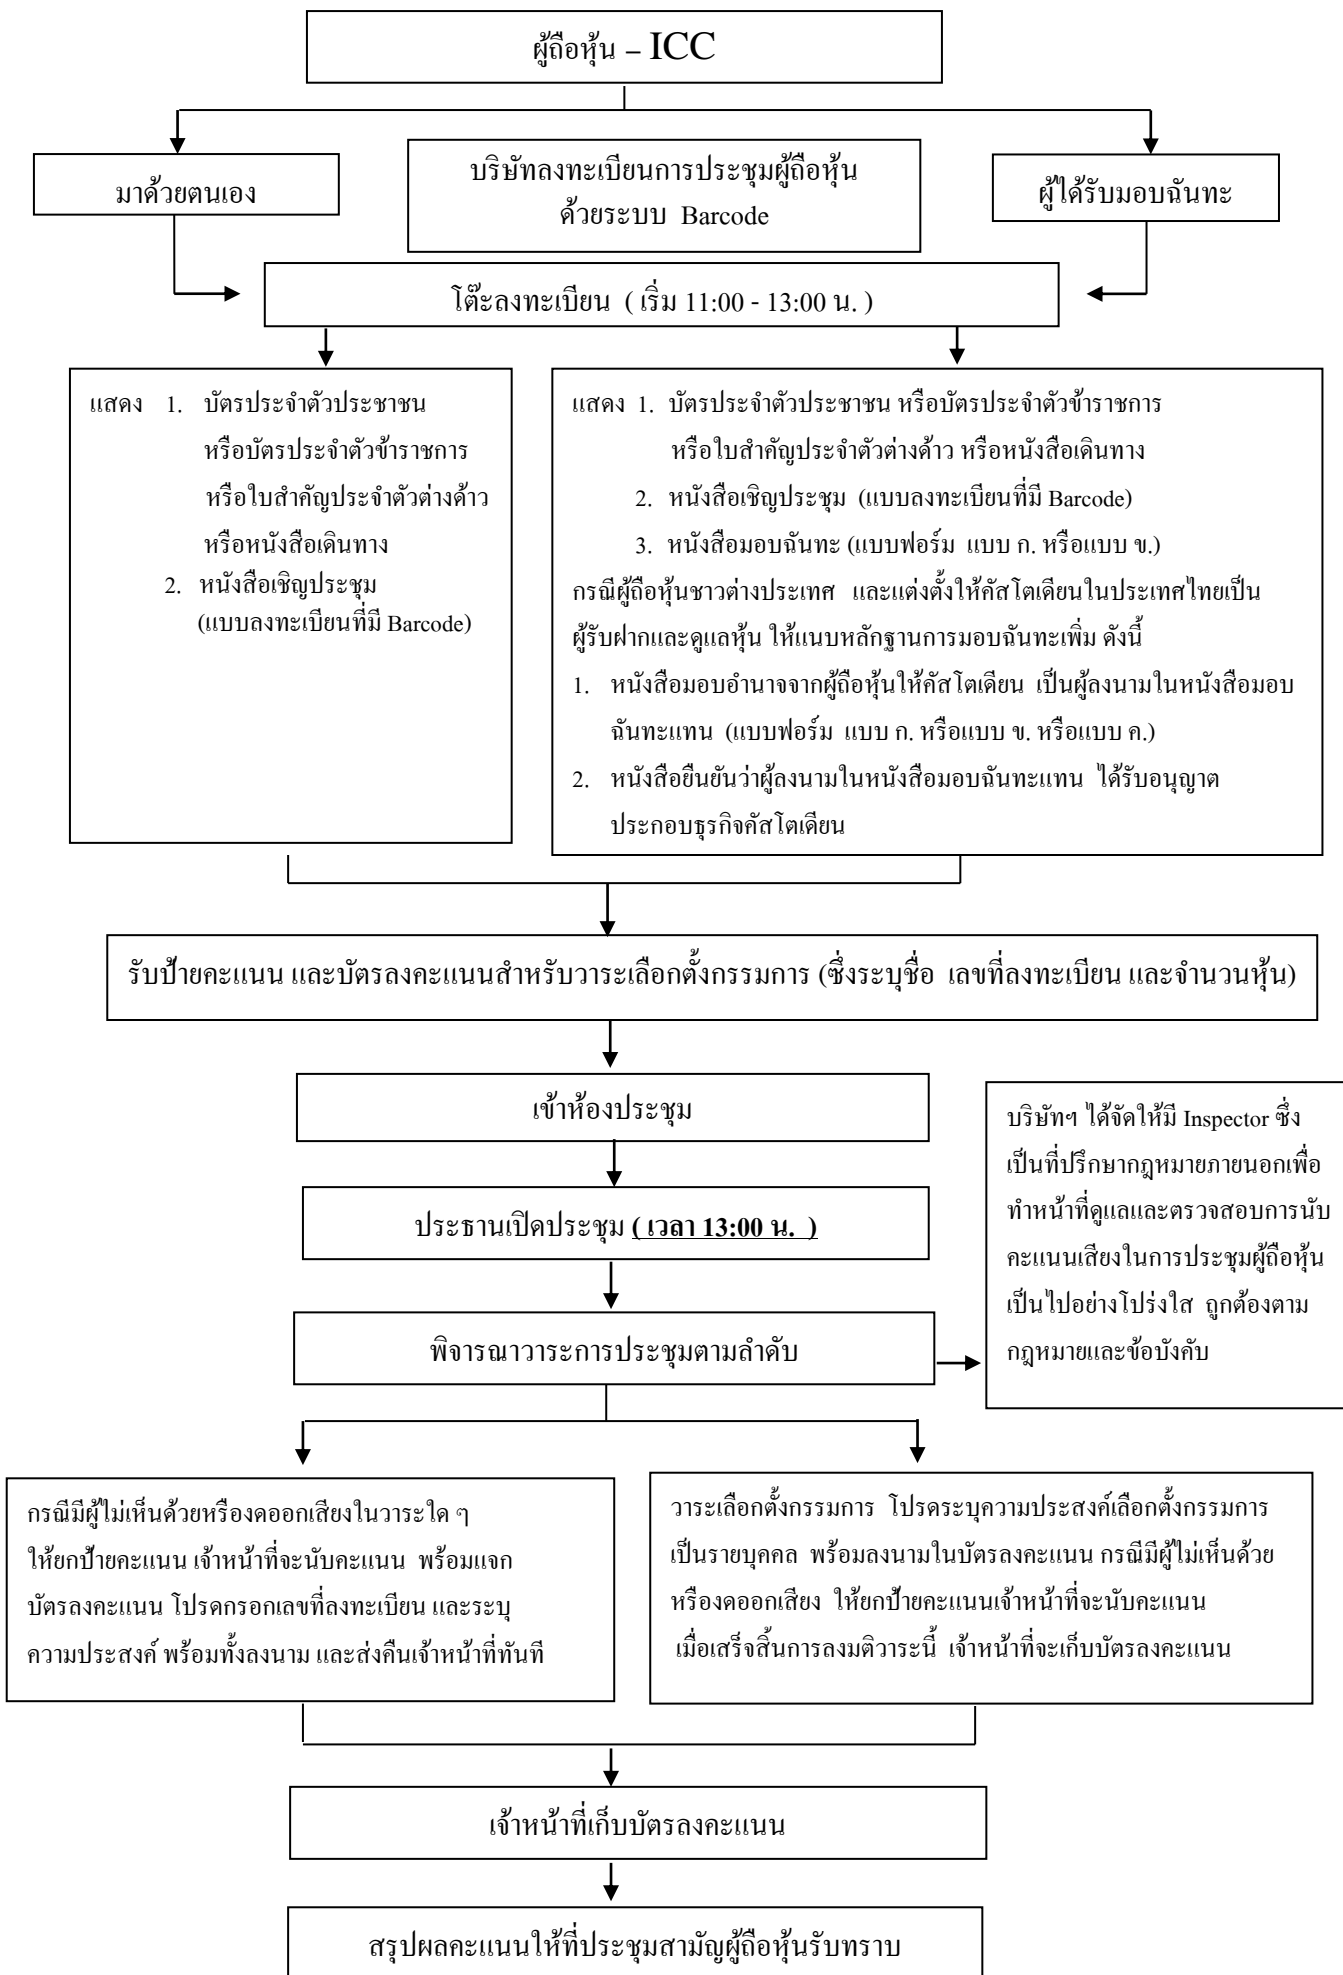 ผู้ถือหุ้น – ICC
มาด้วยตนเอง
บริษัทลงทะเบียนการประชุมผู้ถือหุ้น
ด้วยระบบ Barcode
ผู้ได้รับมอบฉันทะ
โต๊ะลงทะเบียน ( เริ่ม 11:00 - 13:00 น. )
แสดง 1. บัตรประจำตัวประชาชน
หรือบัตรประจำตัวข้าราชการ
หรือใบสำคัญประจำตัวต่างด้าว
หรือหนังสือเดินทาง
2. หนังสือเชิญประชุม
(แบบลงทะเบียนที่มี Barcode)
แสดง 1. บัตรประจำตัวประชาชน หรือบัตรประจำตัวข้าราชการ
หรือใบสำคัญประจำตัวต่างด้าว หรือหนังสือเดินทาง
2. หนังสือเชิญประชุม (แบบลงทะเบียนที่มี Barcode)
3. หนังสือมอบฉันทะ (แบบฟอร์ม แบบ ก. หรือแบบ ข.)
กรณีผู้ถือหุ้นชาวต่างประเทศ และแต่งตั้งให้คัสโตเดียนในประเทศไทยเป็น
ผู้รับฝากและดูแลหุ้น ให้แนบหลักฐานการมอบฉันทะเพิ่ม ดังนี้
1. หนังสือมอบอำนาจจากผู้ถือหุ้นให้คัสโตเดียน เป็นผู้ลงนามในหนังสือมอบ
ฉันทะแทน (แบบฟอร์ม แบบ ก. หรือแบบ ข. หรือแบบ ค.)
2. หนังสือยืนยันว่าผู้ลงนามในหนังสือมอบฉันทะแทน ได้รับอนุญาต
ประกอบธุรกิจคัสโตเดียน
รับป้ายคะแนน และบัตรลงคะแนนสำหรับวาระเลือกตั้งกรรมการ (ซึ่งระบุชื่อ เลขที่ลงทะเบียน และจำนวนหุ้น)
เข้าห้องประชุม
ประธานเปิดประชุม ( เวลา 13:00 น. )
พิจารณาวาระการประชุมตามลำดับ
บริษัทฯ ได้จัดให้มี Inspector ซึ่ง
เป็นที่ปรึกษากฎหมายภายนอกเพื่อ
ทำหน้าที่ดูแลและตรวจสอบการนับ
คะแนนเสียงในการประชุมผู้ถือหุ้น
เป็นไปอย่างโปร่งใส ถูกต้องตาม
กฎหมายและข้อบังคับ
กรณีมีผู้ไม่เห็นด้วยหรืองดออกเสียงในวาระใด ๆ
ให้ยกป้ายคะแนน เจ้าหน้าที่จะนับคะแนน พร้อมแจก
บัตรลงคะแนน โปรดกรอกเลขที่ลงทะเบียน และระบุ
ความประสงค์ พร้อมทั้งลงนาม และส่งคืนเจ้าหน้าที่ทันที
วาระเลือกตั้งกรรมการ โปรดระบุความประสงค์เลือกตั้งกรรมการ
เป็นรายบุคคล พร้อมลงนามในบัตรลงคะแนน กรณีมีผู้ไม่เห็นด้วย
หรืองดออกเสียง ให้ยกป้ายคะแนนเจ้าหน้าที่จะนับคะแนน
เมื่อเสร็จสิ้นการลงมติวาระนี้ เจ้าหน้าที่จะเก็บบัตรลงคะแนน
เจ้าหน้าที่เก็บบัตรลงคะแนน
สรุปผลคะแนนให้ที่ประชุมสามัญผู้ถือหุ้นรับทราบ